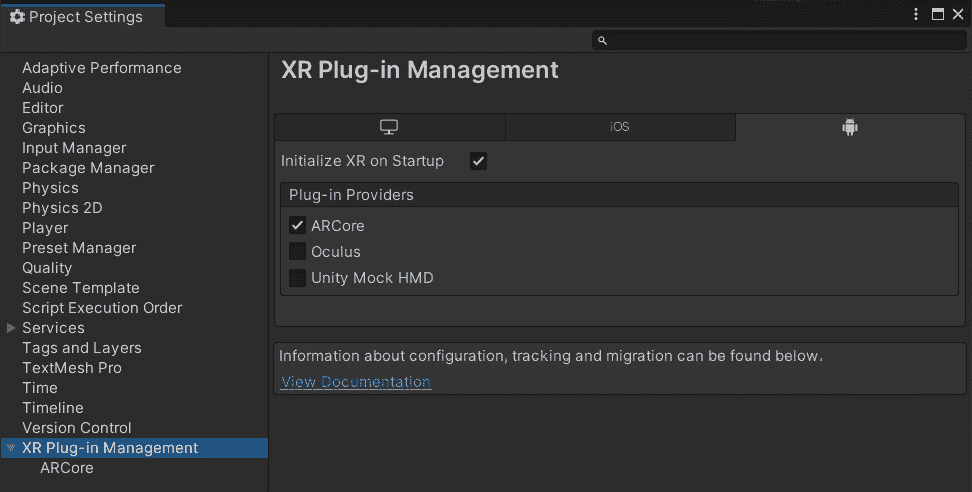 Project Settings
Adaptive Performance
Audio
Editor
Graphics
Input Manager
Package Manager
Physics
Physics 2D
Player
Preset Manager
Quality
Scene Template
Script Execution Order
Services
Tags and Layers
TextMesh Pro
Time
Timeline
Version Control
XR Plug-in Management
ARCore
XR Plug-in Management
iOS
Initialize XR on Startup
Plug-in Providers
ARCore
Oculus
Unity Mock HMD
Information about configuration, tracking and migration can be found below.
View Documentation